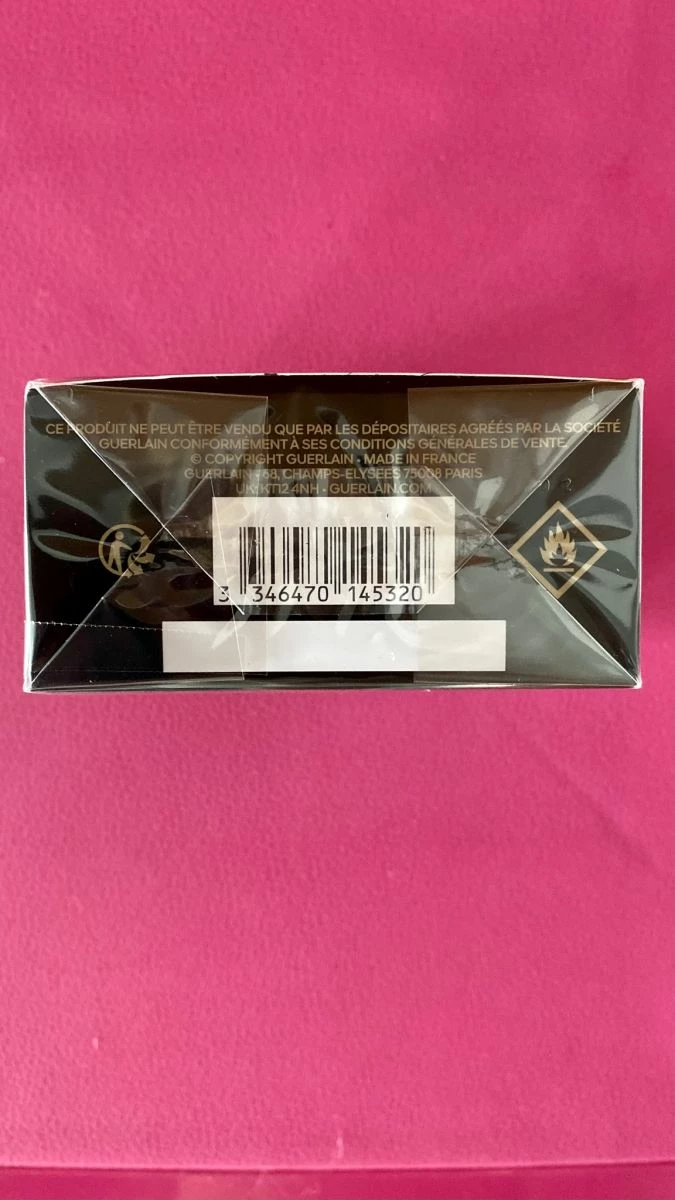 CE PRODUIT NE PEUT ÊTRE VENDU QUE PAR LES DÉPOSITAIRES AGRÉÉS PAR LA SOCIÉTÉ
GUERLAIN CONFORMÉMENT À SES CONDITIONS GÉNÉRALES DE VENTE.
© COPYRIGHT GUERLAIN - MADE IN FRANCE
GUERLAIN - 68, CHAMPS-ELYSEES 75008 PARIS
UK: KT12 4NH - GUERLAIN.COM
3 346470 145320